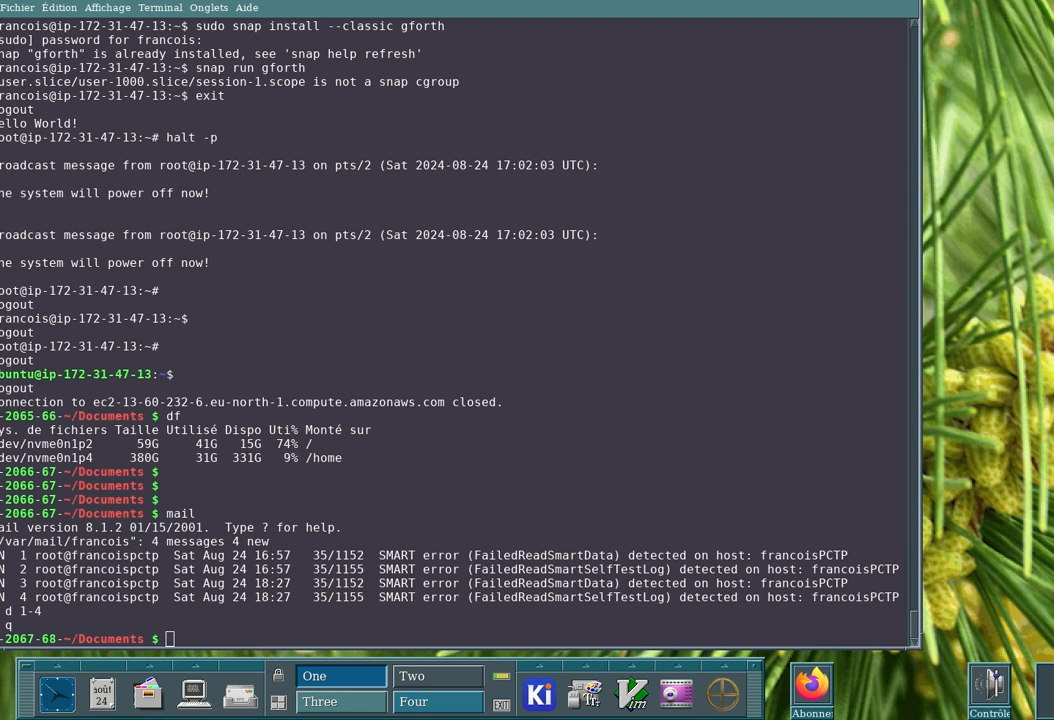 Fichier Édition Affichage Terminal Onglets Aide
rancois@ip-172-31-47-13:~$ sudo snap install --classic gforth
sudo] password for francois:
nap "gforth" is already installed, see 'snap help refresh'
rancois@ip-172-31-47-13:~$ snap run gforth
user.slice/user-1000.slice/session-1.scope is not a snap cgroup
rancois@ip-172-31-47-13:~$ exit
ogout
ello World!
oot@ip-172-31-47-13:~# halt -p
roadcast message from root@ip-172-31-47-13 on pts/2 (Sat 2024-08-24 17:02:03 UTC):
he system will power off now!
roadcast message from root@ip-172-31-47-13 on pts/2 (Sat 2024-08-24 17:02:03 UTC):
he system will power off now!
oot@ip-172-31-47-13:~#
ogout
rancois@ip-172-31-47-13:~$
ogout
oot@ip-172-31-47-13:~#
ogout
buntu@ip-172-31-47-13:~$
ogout
onnection to ec2-13-60-232-6.eu-north-1.compute.amazonaws.com closed.
-2065-66-~/Documents $ df
ys. de fichiers Taille Utilisé Dispo Uti% Monté sur
dev/nvme0n1p2 59G 41G 15G 74% /
dev/nvme0n1p4 380G 31G 331G 9% /home
-2066-67-~/Documents $
-2066-67-~/Documents $
-2066-67-~/Documents $
-2066-67-~/Documents $ mail
ail version 8.1.2 01/15/2001. Type ? for help.
/var/mail/francois": 4 messages 4 new
N 1 root@francoispctp Sat Aug 24 16:57 35/1152 SMART error (FailedReadSmartData) detected on host: francoisPCTP
N 2 root@francoispctp Sat Aug 24 16:57 35/1155 SMART error (FailedReadSmartSelfTestLog) detected on host: francoisPCTP
N 3 root@francoispctp Sat Aug 24 18:27 35/1152 SMART error (FailedReadSmartData) detected on host: francoisPCTP
N 4 root@francoispctp Sat Aug 24 18:27 35/1155 SMART error (FailedReadSmartSelfTestLog) detected on host: francoisPCTP
d 1-4
q
-2067-68-~/Documents $
août
24
One
Two
Three
Four
EXIT
Ki
Vim
Abonne
Contrôle